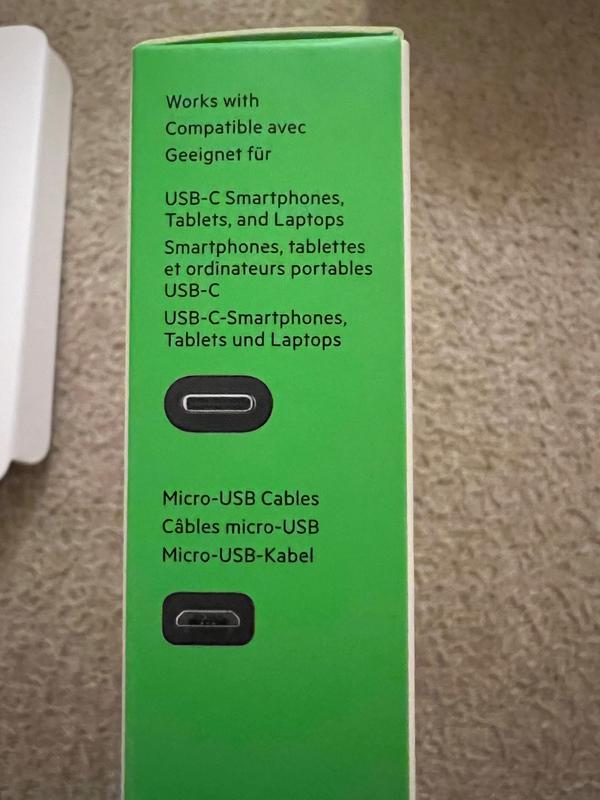 Works with
Compatible avec
Geeignet für
USB-C Smartphones,
Tablets, and Laptops
Smartphones, tablettes
et ordinateurs portables
USB-C
USB-C-Smartphones,
Tablets und Laptops
Micro-USB Cables
Câbles micro-USB
Micro-USB-Kabel